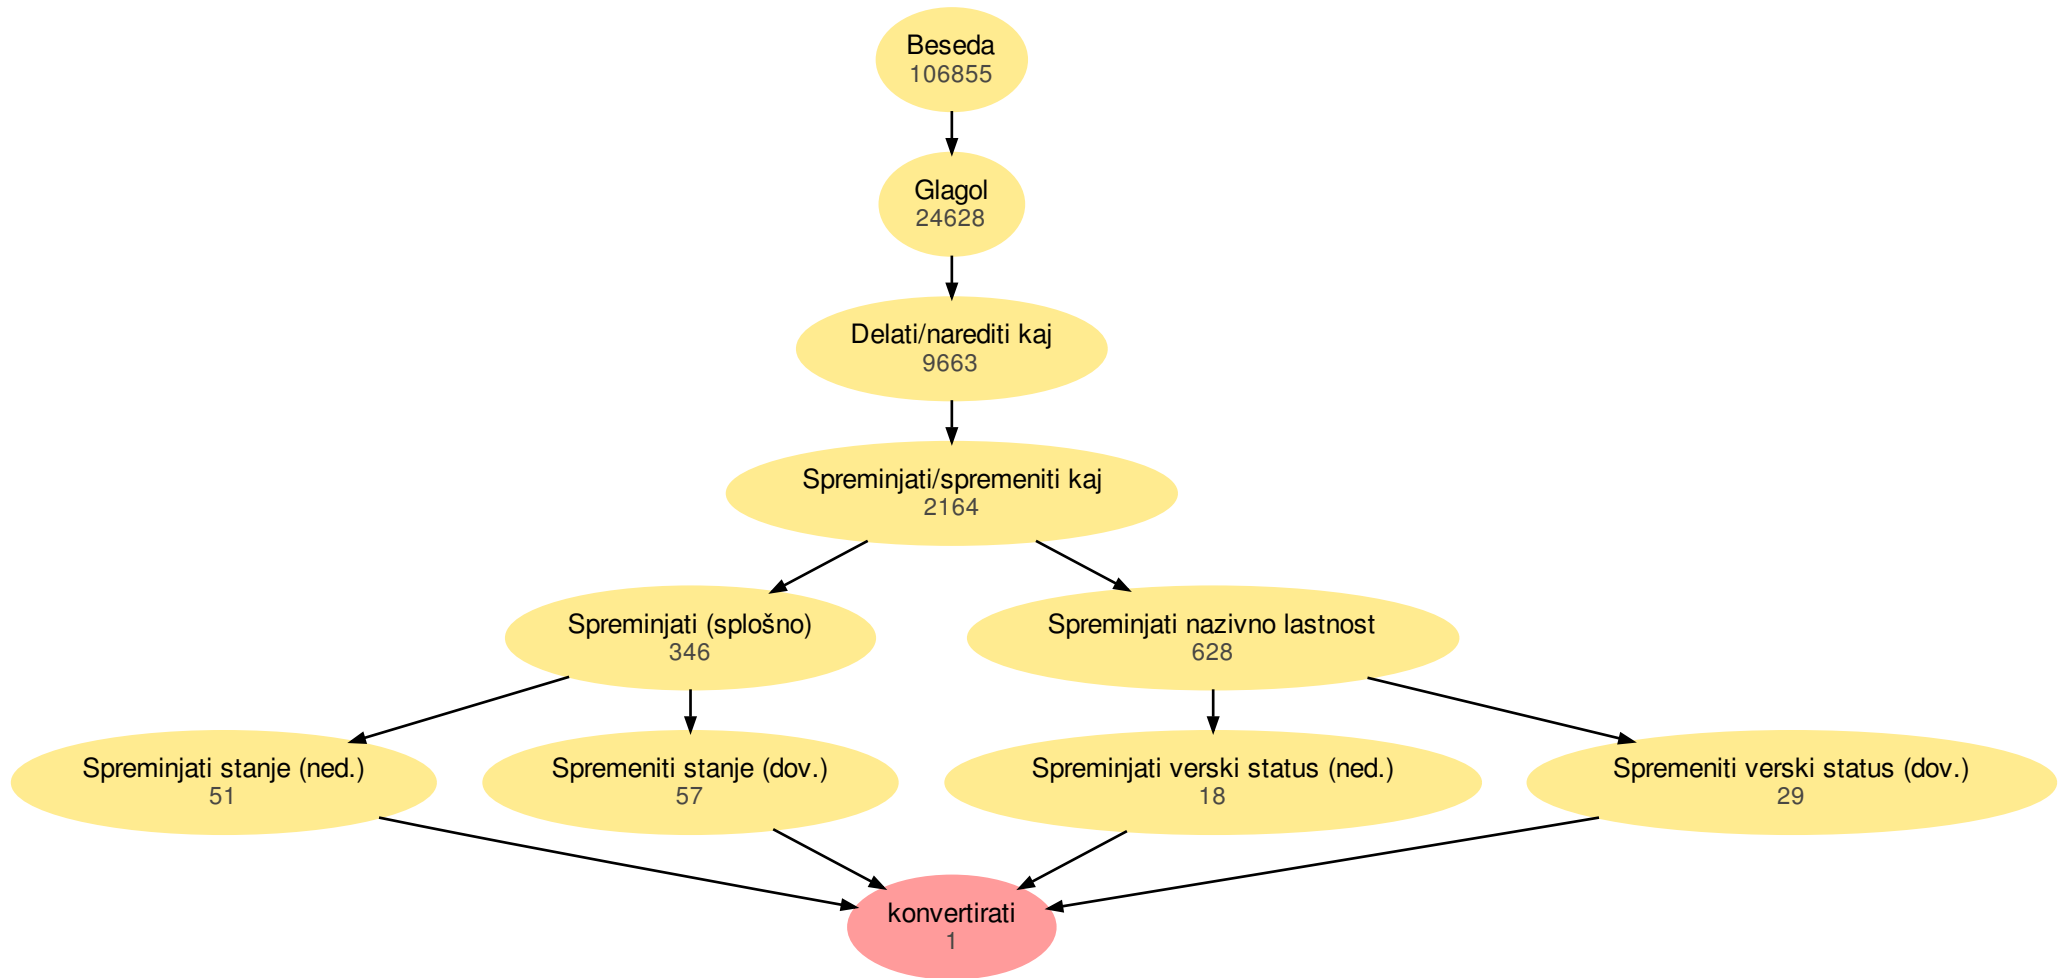 Beseda
106855
Glagol
24628
Delati/narediti kaj
9663
Spreminjati/spremeniti kaj
2164
Spreminjati (splošno)
346
Spreminjati nazivno lastnost
628
Spreminjati stanje (ned.)
51
Spremeniti stanje (dov.)
57
Spreminjati verski status (ned.)
18
Spremeniti verski status (dov.)
29
konvertirati
1